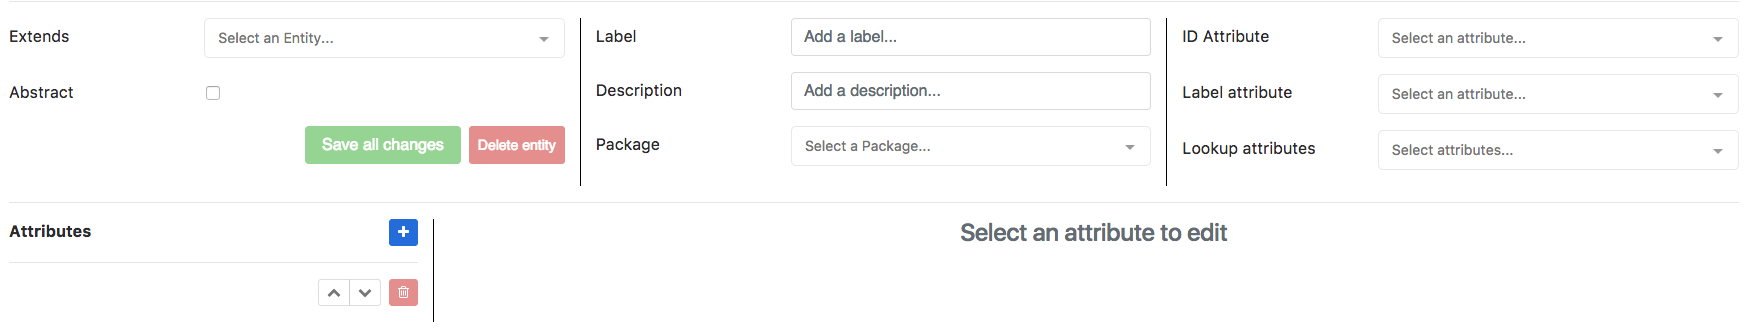 Extends
Select an Entity...
Abstract
Save all changes
Delete entity
Label
Add a label...
Description
Add a description...
Package
Select a Package...
ID Attribute
Select an attribute...
Label attribute
Select an attribute...
Lookup attributes
Select attributes...
Attributes
Select an attribute to edit